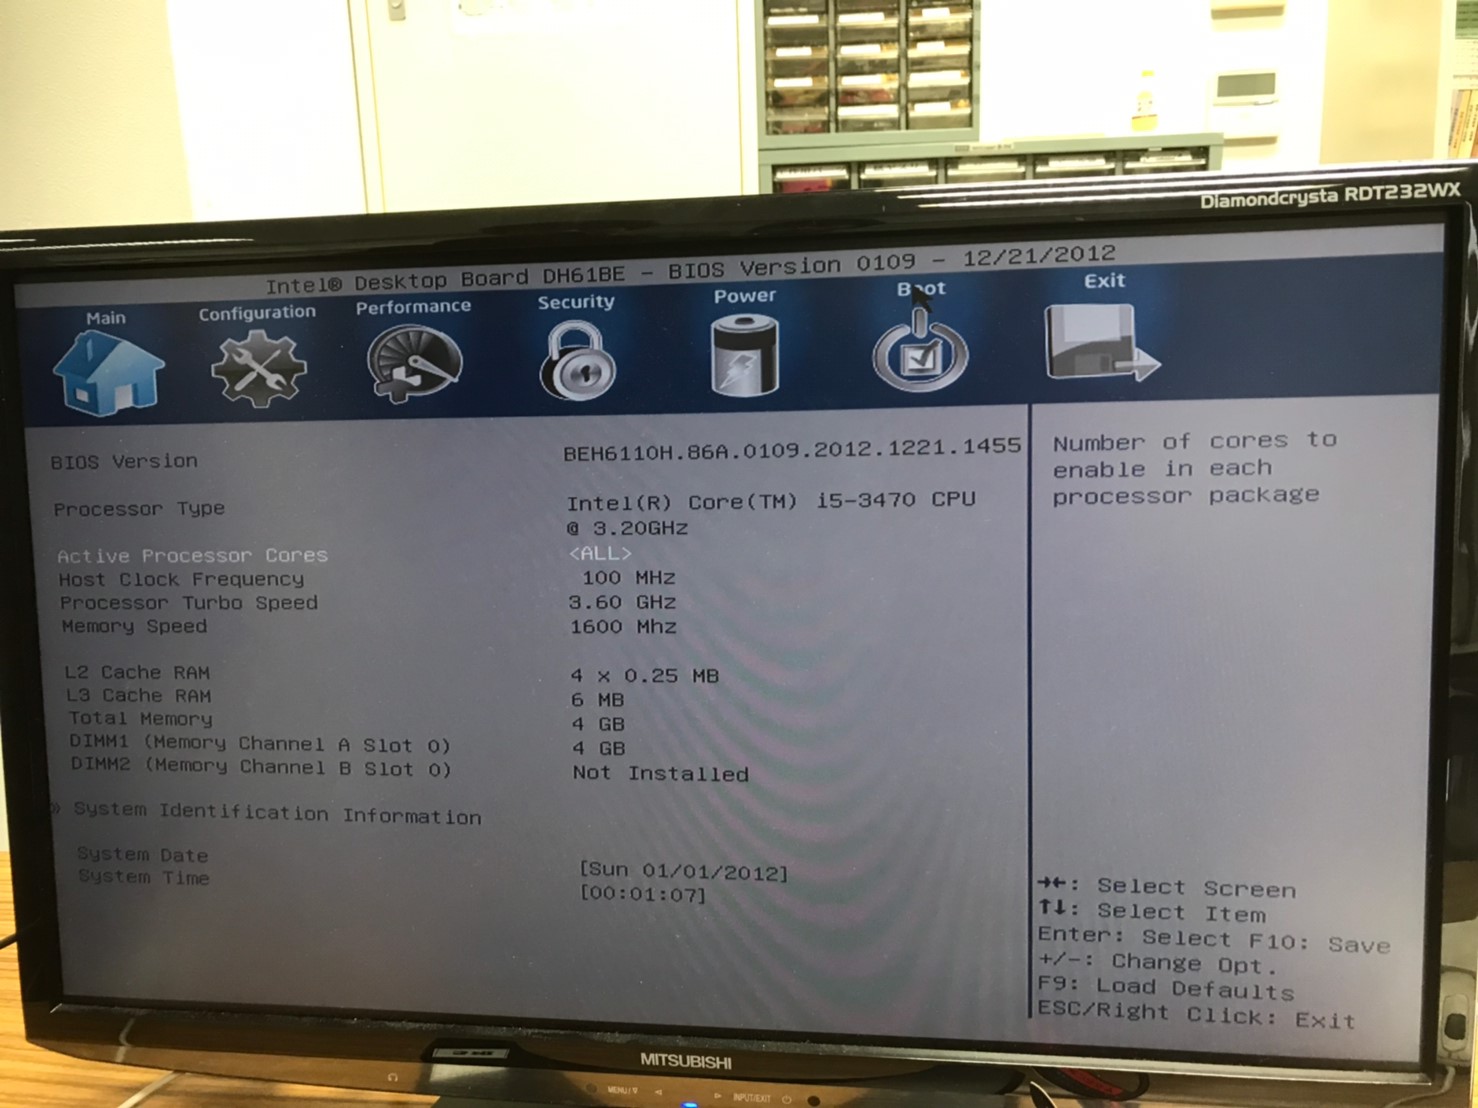 Diamondcrysta RDT232WX
Intel® Desktop Board DH61BE - BIOS Version 0109 - 12/21/2012
Main Configuration Performance Security Power Boot Exit
BIOS Version BEH6110H.86A.0109.2012.1221.1455
Processor Type Intel(R) Core(TM) i5-3470 CPU
@ 3.20GHz
Active Processor Cores <ALL>
Host Clock Frequency 100 MHz
Processor Turbo Speed 3.60 GHz
Memory Speed 1600 Mhz
L2 Cache RAM 4 x 0.25 MB
L3 Cache RAM 6 MB
Total Memory 4 GB
DIMM1 (Memory Channel A Slot 0) 4 GB
DIMM2 (Memory Channel B Slot 0) Not Installed
» System Identification Information
System Date [Sun 01/01/2012]
System Time [00:01:07]
Number of cores to
enable in each
processor package
→←: Select Screen
↑↓: Select Item
Enter: Select F10: Save
+/-: Change Opt.
F9: Load Defaults
ESC/Right Click: Exit
MITSUBISHI
MENU/▽ ◁ ▷ INPUT/EXIT